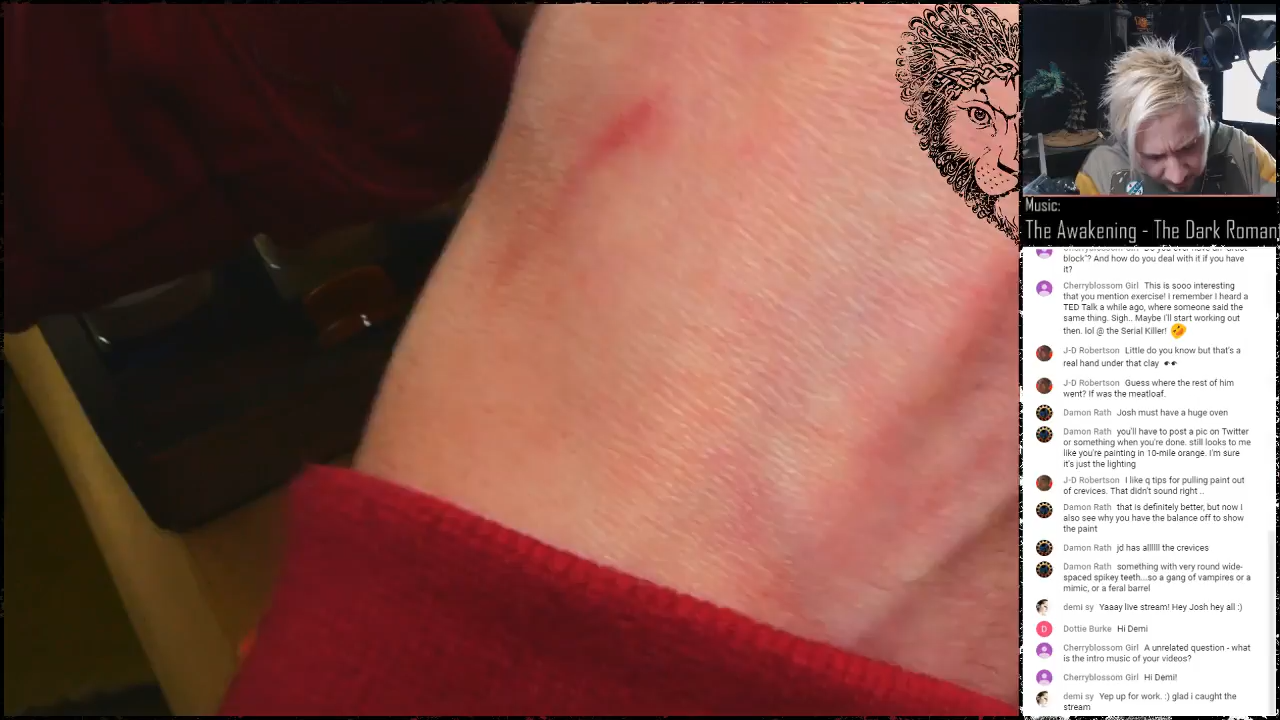 Music:
The Awakening - The Dark Roman
block"? And how do you deal with it if you have
it?
Cherryblossom Girl This is sooo interesting
that you mention exercise! I remember I heard a
TED Talk a while ago, where someone said the
same thing. Sigh.. Maybe I'll start working out
then. lol @ the Serial Killer!
J-D Robertson Little do you know but that's a
real hand under that clay
J-D Robertson Guess where the rest of him
went? If was the meatloaf.
Damon Rath Josh must have a huge oven
Damon Rath you'll have to post a pic on Twitter
or something when you're done. still looks to me
like you're painting in 10-mile orange. I'm sure
it's just the lighting
J-D Robertson I like q tips for pulling paint out
of crevices. That didn't sound right ..
Damon Rath that is definitely better, but now i
also see why you have the balance off to show
the paint
Damon Rath jd has allllll the crevices
Damon Rath something with very round wide-
spaced spikey teeth...so a gang of vampires or a
mimic, or a feral barrel
demi sy Yaaay live stream! Hey Josh hey all :)
D
Dottie Burke Hi Demi
Cherryblossom Girl A unrelated question - what
is the intro music of your videos?
Cherryblossom Girl Hi Demi!
demi sy Yep up for work. :) glad i caught the
stream